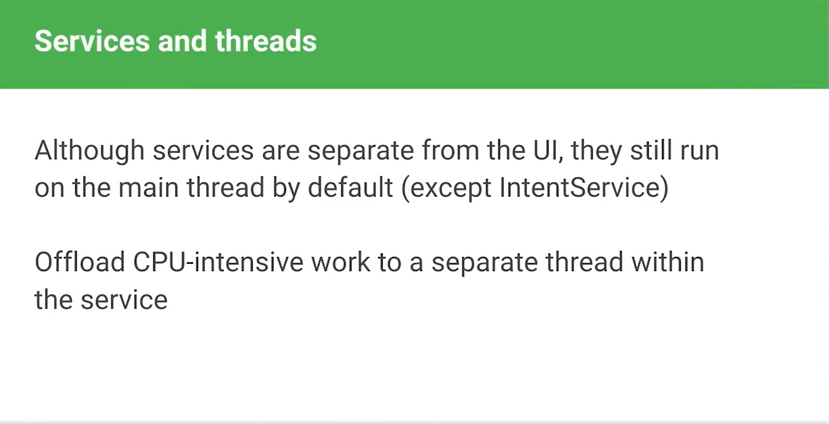 Services and threads
Although services are separate from the UI, they still run
on the main thread by default (except IntentService)
Offload CPU-intensive work to a separate thread within
the service